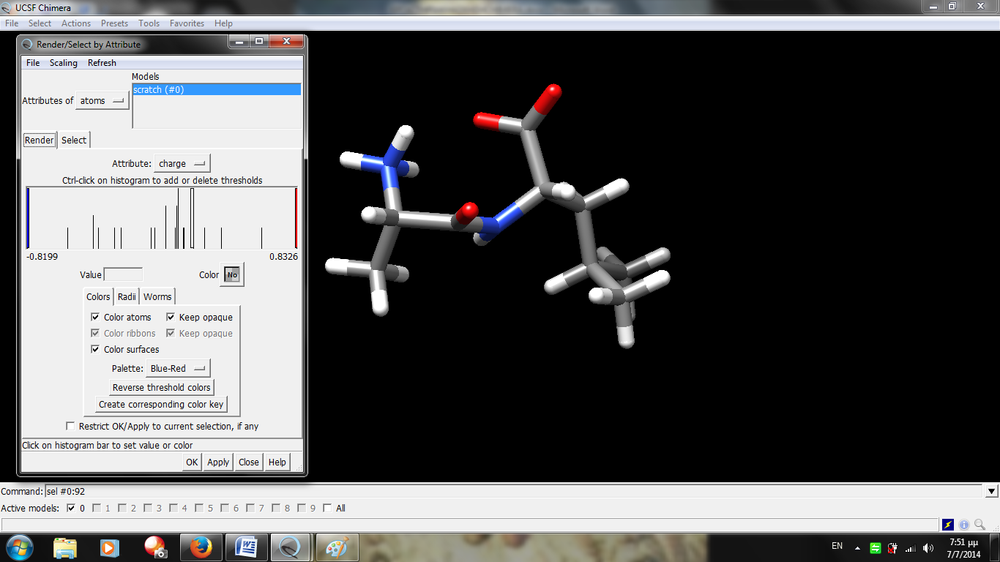 UCSF Chimera
File Select Actions Presets Tools Favorites Help
Render/Select by Attribute
File Scaling Refresh
Models
Attributes of atoms
scratch (#0)
Render Select
Attribute: charge
Ctrl-click on histogram to add or delete thresholds
-0.8199 0.8326
Value Color No
Colors Radii Worms
Color atoms Keep opaque
Color ribbons Keep opaque
Color surfaces
Palette: Blue-Red
Reverse threshold colors
Create corresponding color key
Restrict OK/Apply to current selection, if any
Click on histogram bar to set value or color
OK Apply Close Help
Command: sel #0:92
Active models: 0 1 2 3 4 5 6 7 8 9 All
EN 7:51 μμ
7/7/2014